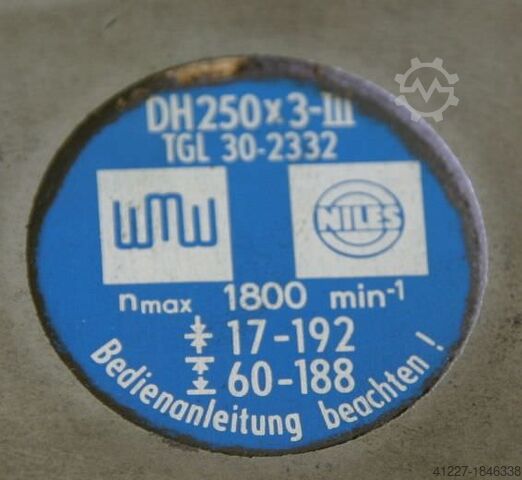 DH250x3-III
TGL 30-2332
WMW
NILES
nmax 1800 min-1
17-192
60-188
Bedienanleitung beachten!
41227-1846338